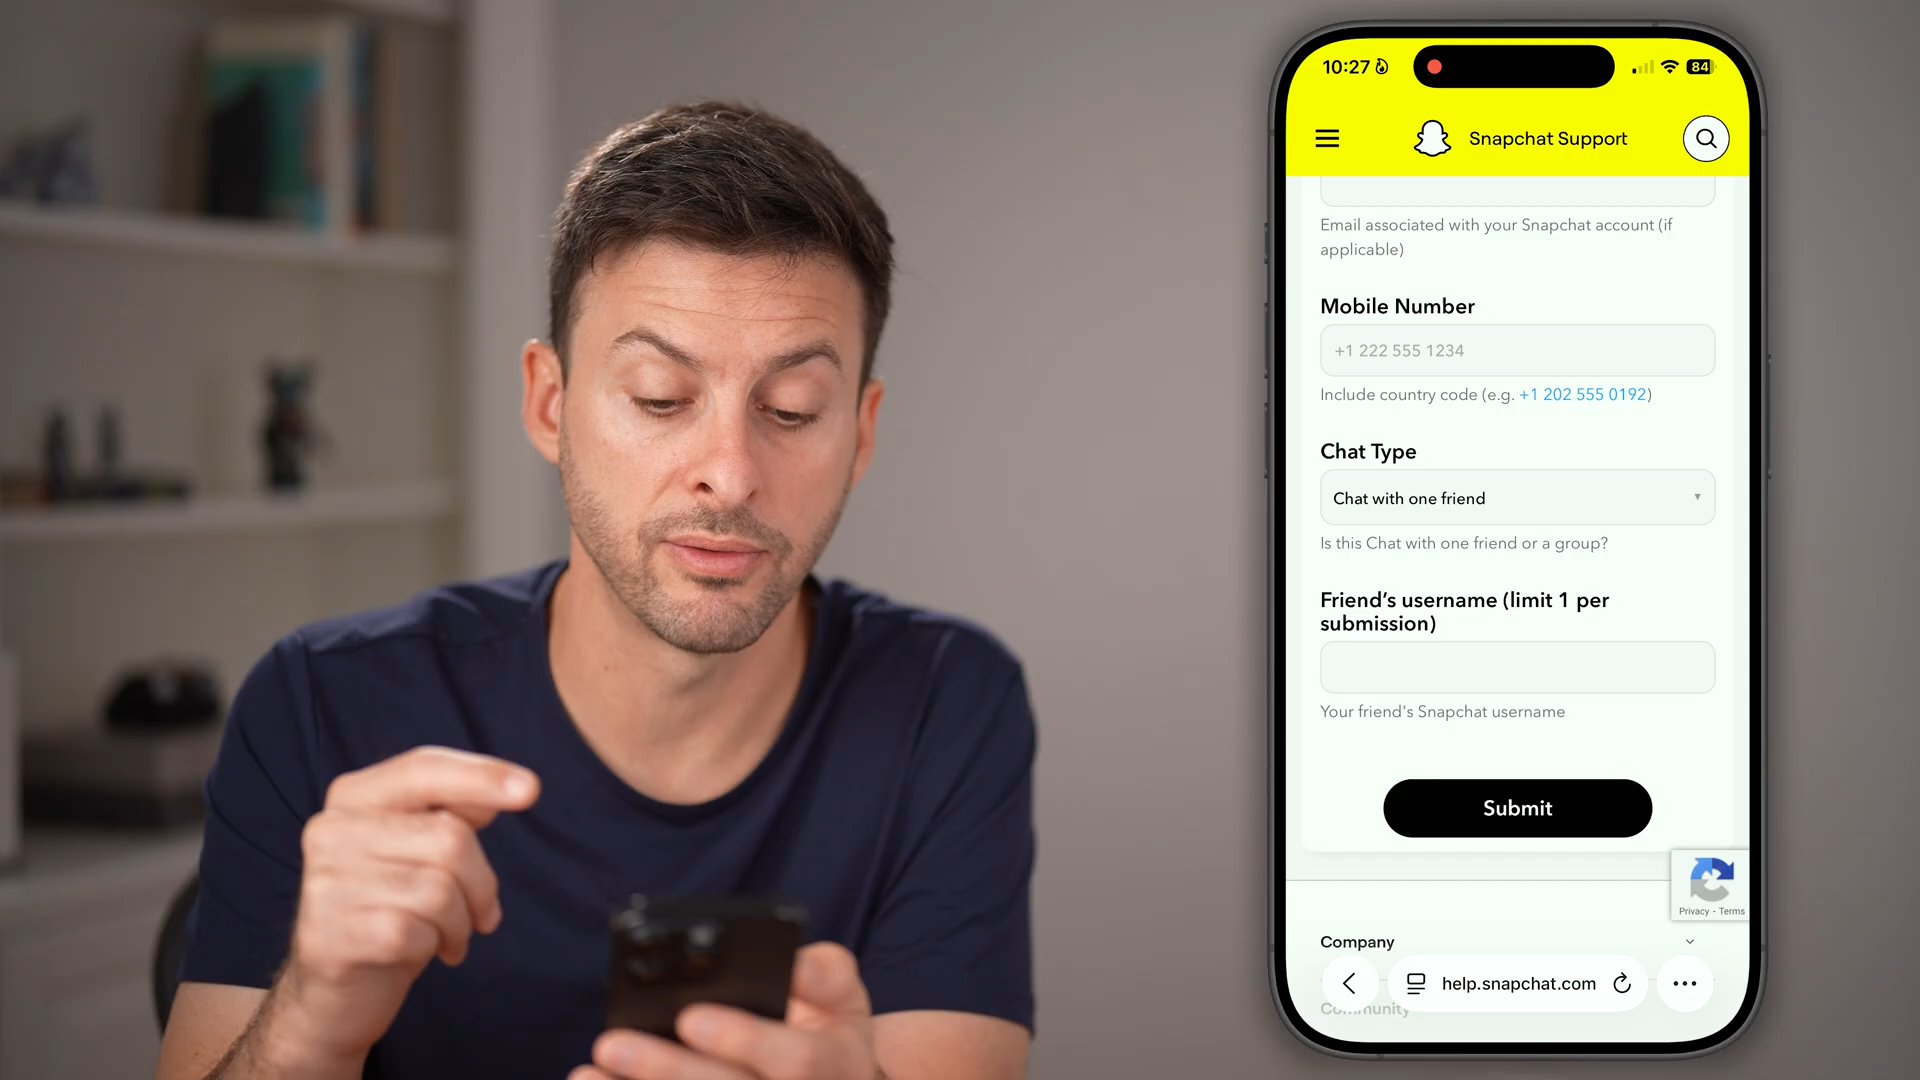 10:27
84
Snapchat Support
Email associated with your Snapchat account (if
applicable)
Mobile Number
+1 222 555 1234
Include country code (e.g. +1 202 555 0192)
Chat Type
Chat with one friend
Is this Chat with one friend or a group?
Friend’s username (limit 1 per
submission)
Your friend's Snapchat username
Submit
Privacy - Terms
Company
help.snapchat.com
Community